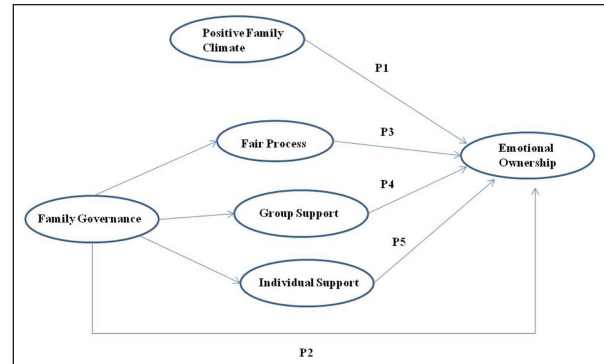 Positive Family
Climate
P1
Fair Process
P3
Emotional
Ownership
P4
Family Governance
Group Support
P5
Individual Support
P2